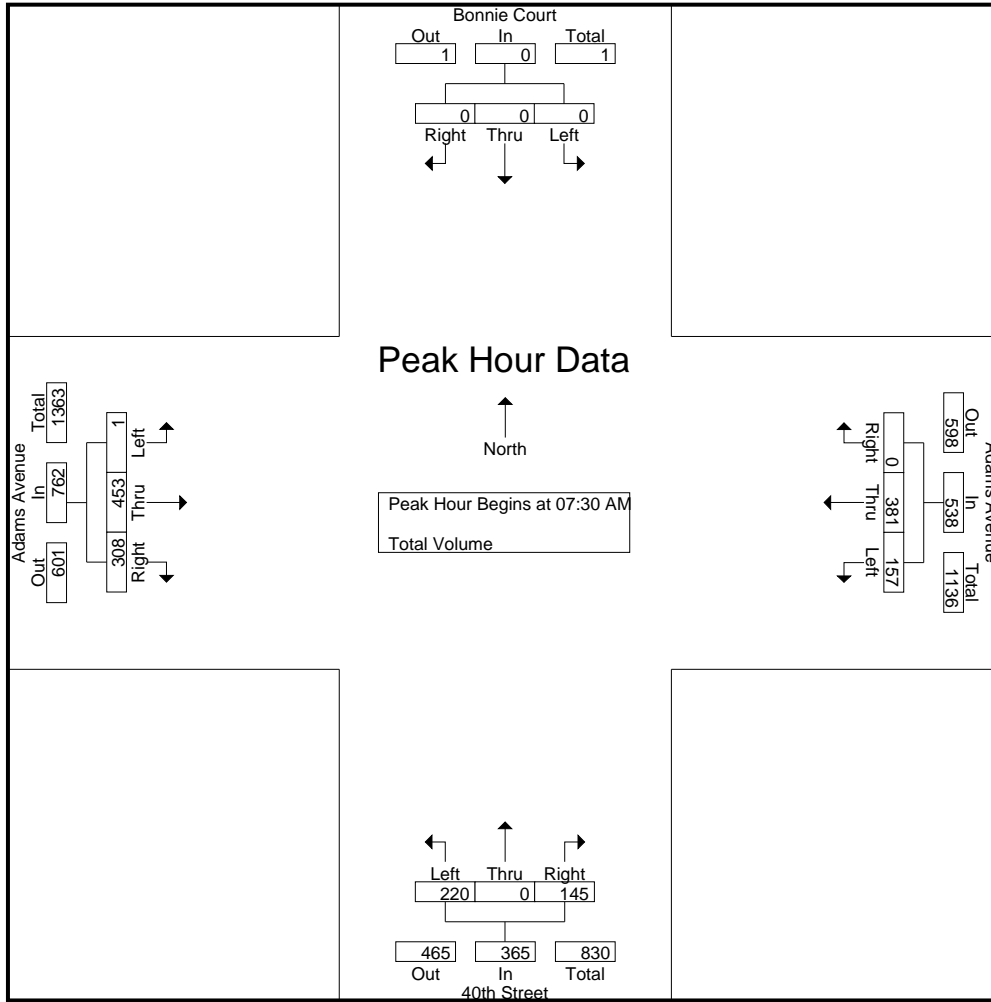 Bonnie Court
Out In Total
1 0 1
0 0 0
Right Thru Left
Peak Hour Data
North
Peak Hour Begins at 07:30 AM
Total Volume
Adams Avenue
Out In Total
601 762 1363
1 453 308
Left Thru Right
Right Thru Left
0 381 157
598 538 1136
Out In Total
Adams Avenue
Left Thru Right
220 0 145
465 365 830
Out In Total
40th Street